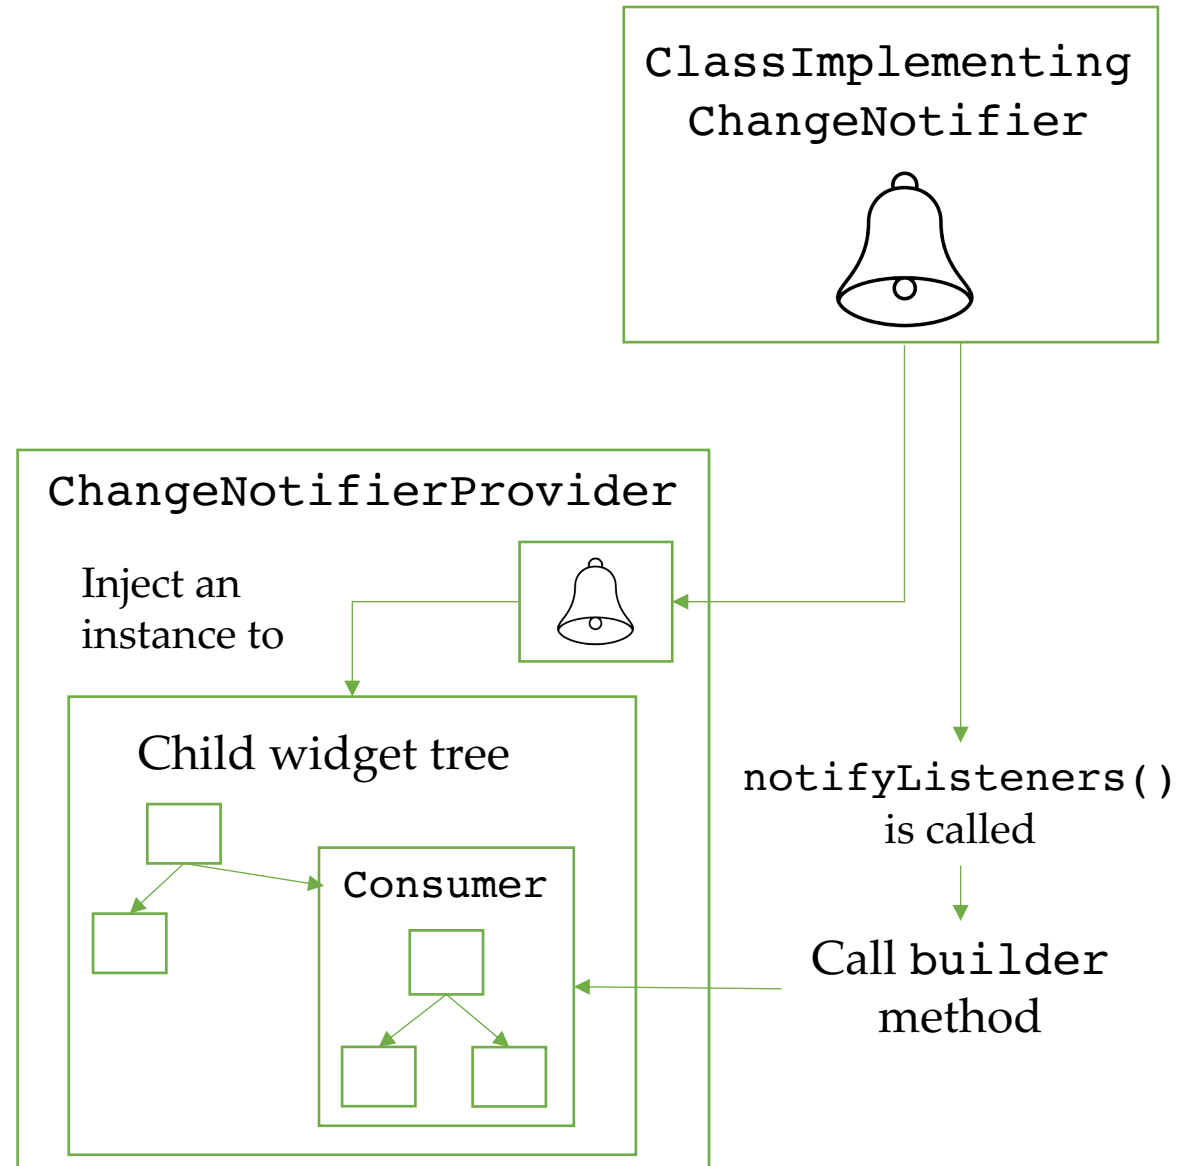 ClassImplementing
ChangeNotifier
ChangeNotifierProvider
Inject an
instance to
Child widget tree
Consumer
notifyListeners()
is called
Call builder
method